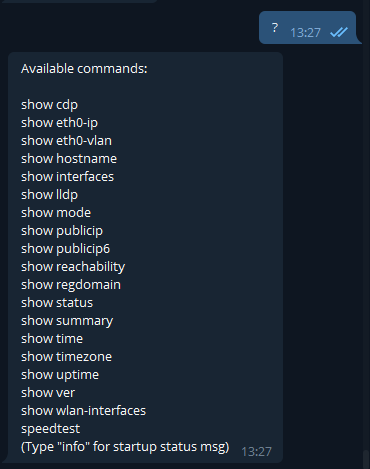 ?
13:27
Available commands:
show cdp
show eth0-ip
show eth0-vlan
show hostname
show interfaces
show lldp
show mode
show publicip
show publicip6
show reachability
show regdomain
show status
show summary
show time
show timezone
show uptime
show ver
show wlan-interfaces
speedtest
(Type "info" for startup status msg)
13:27